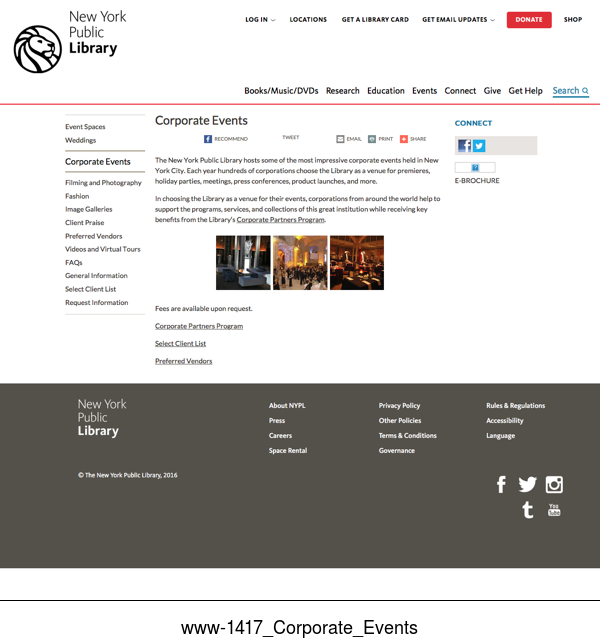 New York
Public
Library
LOG IN
LOCATIONS
GET A LIBRARY CARD
GET EMAIL UPDATES
DONATE
SHOP
Books/Music/DVDs
Research
Education
Events
Connect
Give
Get Help
Search
Event Spaces
Weddings
Corporate Events
Filming and Photography
Fashion
Image Galleries
Client Praise
Preferred Vendors
Videos and Virtual Tours
FAQs
General Information
Select Client List
Request Information
Corporate Events
RECOMMEND
TWEET
EMAIL
PRINT
SHARE
The New York Public Library hosts some of the most impressive corporate events held in New
York City. Each year hundreds of corporations choose the Library as a venue for premieres,
holiday parties, meetings, press conferences, product launches, and more.
In choosing the Library as a venue for their events, corporations from around the world help to
support the programs, services, and collections of this great institution while receiving key
benefits from the Library's Corporate Partners Program.
Fees are available upon request.
Corporate Partners Program
Select Client List
Preferred Vendors
CONNECT
E-BROCHURE
New York
Public
Library
About NYPL
Press
Careers
Space Rental
Privacy Policy
Other Policies
Terms & Conditions
Governance
Rules & Regulations
Accessibility
Language
© The New York Public Library, 2016
You
Tube
www-1417_Corporate_Events